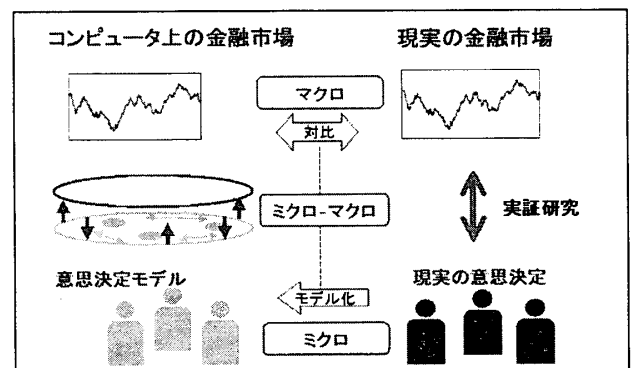 コンピュータ上の金融市場
現実の金融市場
マクロ
対比
ミクロ-マクロ
実証研究
意思決定モデル
現実の意思決定
モデル化
ミクロ